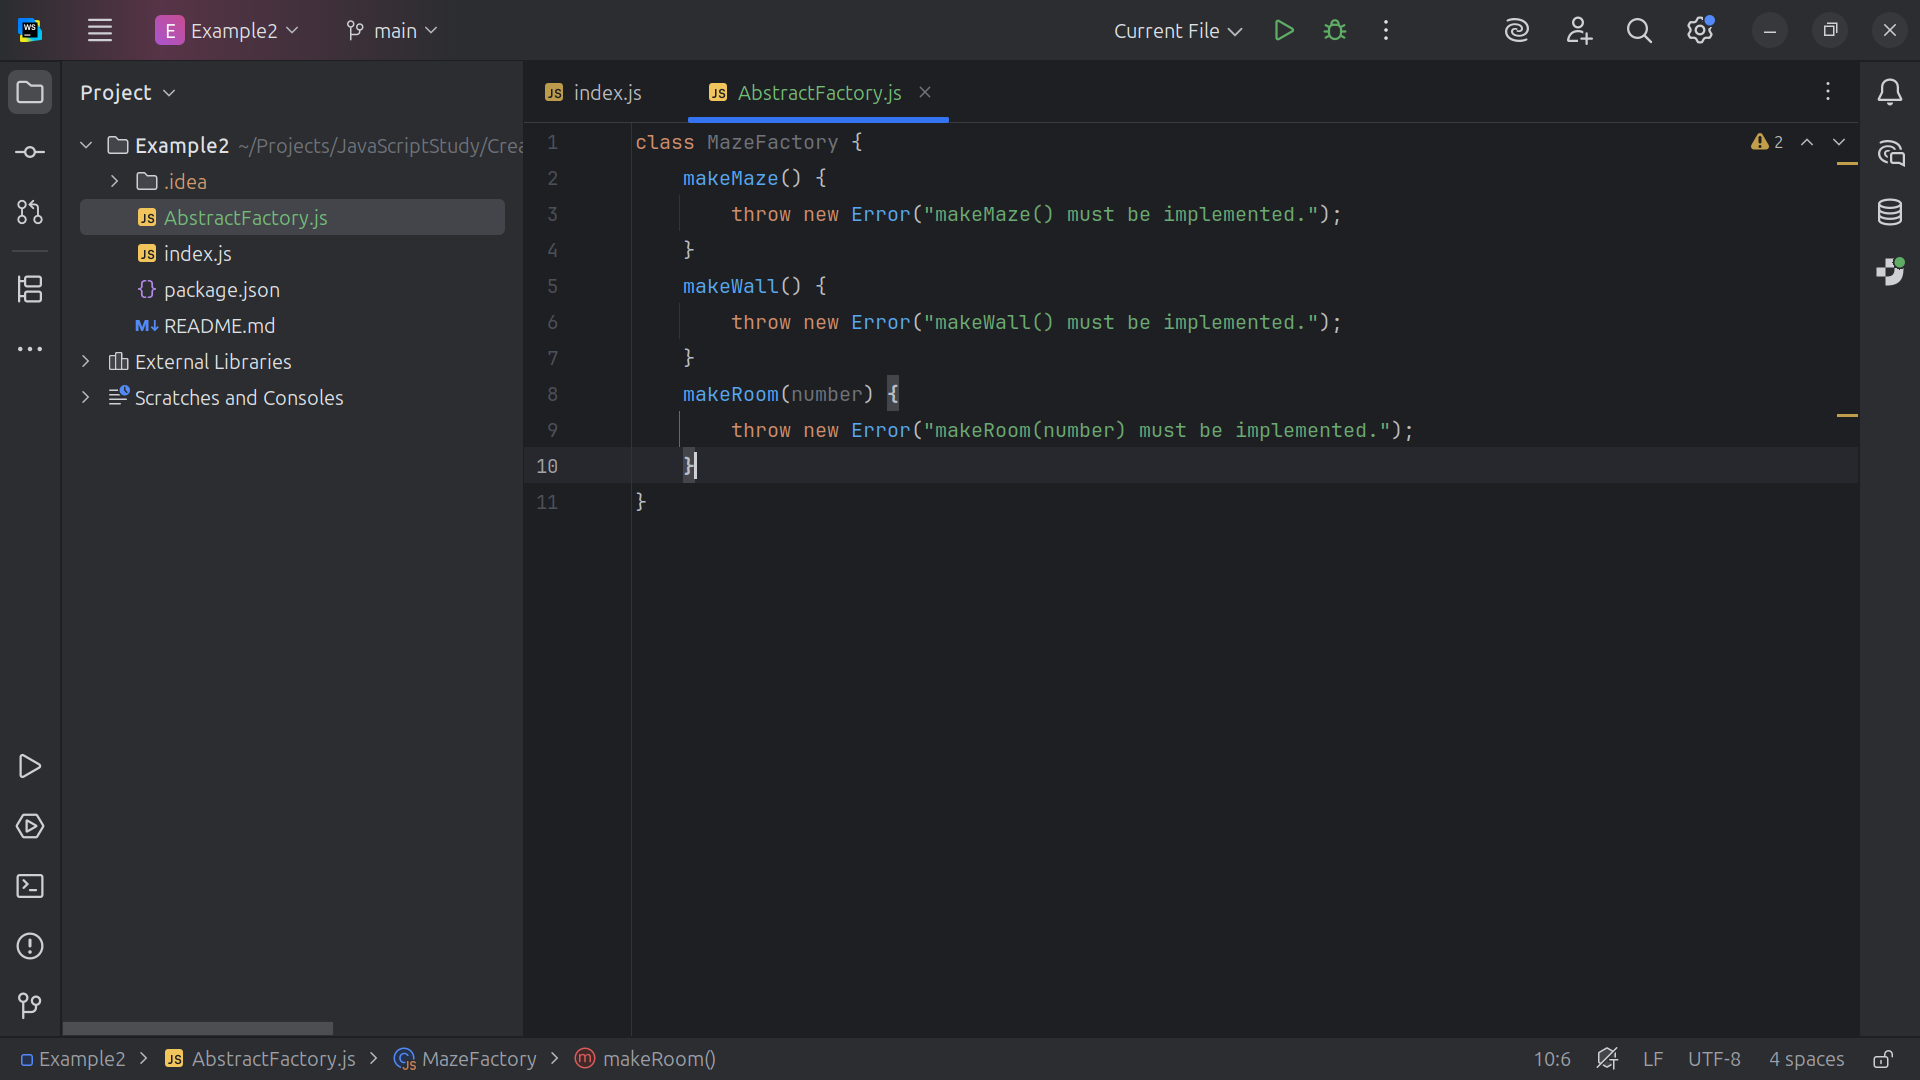 WS
E Example2
main
Current File
Project
index.js
AbstractFactory.js
Example2 ~/Projects/JavaScriptStudy/Crea
.idea
JS AbstractFactory.js
JS index.js
{} package.json
M↓ README.md
External Libraries
Scratches and Consoles
2
1 class MazeFactory {
2 makeMaze() {
3 throw new Error("makeMaze() must be implemented.");
4 }
5 makeWall() {
6 throw new Error("makeWall() must be implemented.");
7 }
8 makeRoom(number) {
9 throw new Error("makeRoom(number) must be implemented.");
10 }
11 }
Example2 > JS AbstractFactory.js > MazeFactory > m makeRoom()
10:6 LF UTF-8 4 spaces